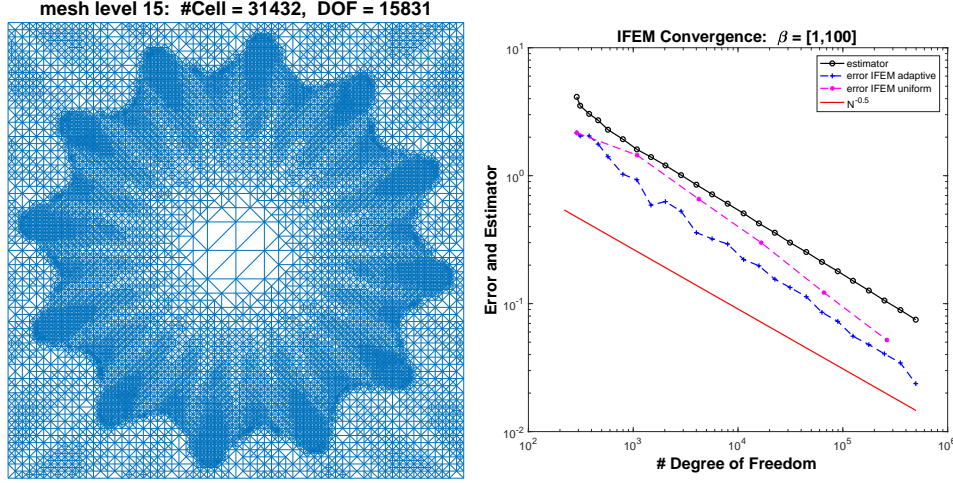 mesh level 15: #Cell = 31432, DOF = 15831
IFEM Convergence: β = [1,100]
estimator
error IFEM adaptive
error IFEM uniform
N^-0.5
Error and Estimator
10^1
10^0
10^-1
10^-2
10^2
10^3
10^4
10^5
10^6
# Degree of Freedom